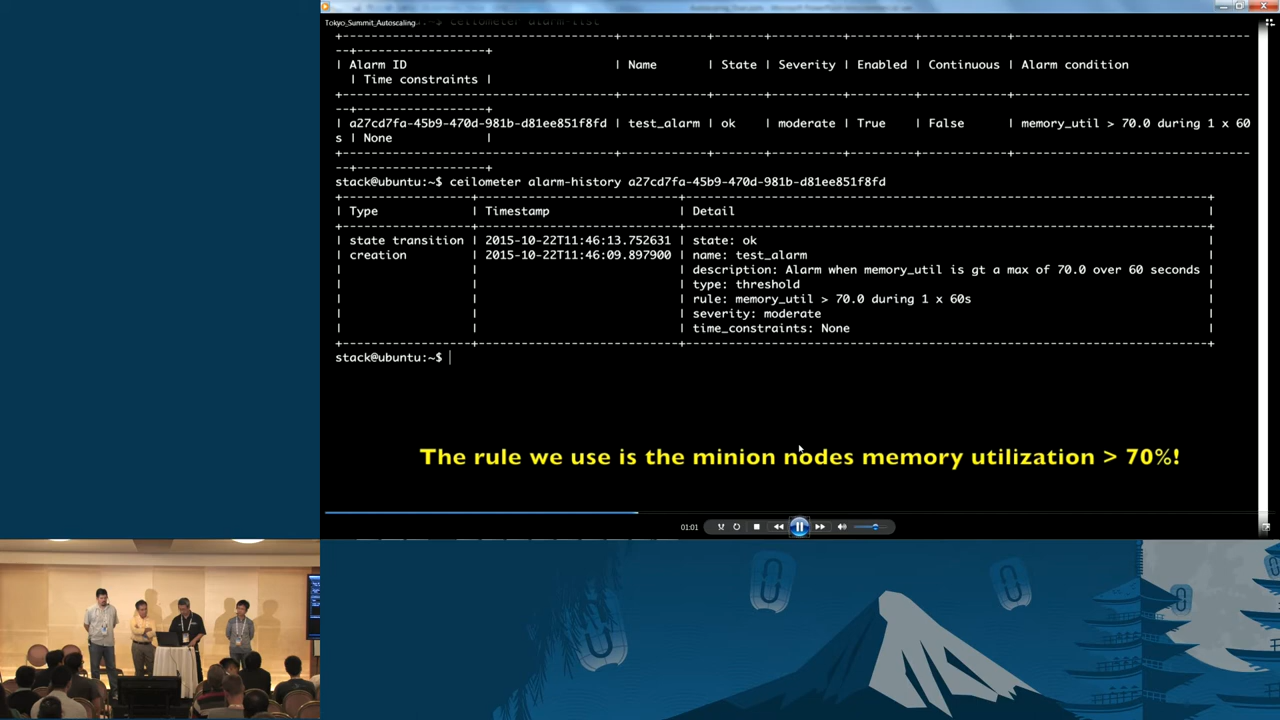 Tokyo_Summit_Autoscaling
ceilometer alarm-list
+----------------------------------------
--+-------------------+
| Alarm ID | Name | State | Severity | Enabled | Continuous | Alarm condition
| Time constraints |
| a27cd7fa-45b9-470d-981b-d81ee851f8fd | test_alarm | ok | moderate | True | False | memory_util > 70.0 during 1 x 60
s | None |
stack@ubuntu:~$ ceilometer alarm-history a27cd7fa-45b9-470d-981b-d81ee851f8fd
| Type | Timestamp | Detail |
| state transition | 2015-10-22T11:46:13.752631 | state: ok |
| creation | 2015-10-22T11:46:09.897900 | name: test_alarm |
| | | description: Alarm when memory_util is gt a max of 70.0 over 60 seconds |
| | | type: threshold |
| | | rule: memory_util > 70.0 during 1 x 60s |
| | | severity: moderate |
| | | time_constraints: None |
stack@ubuntu:~$
The rule we use is the minion nodes memory utilization > 70%!
01:01